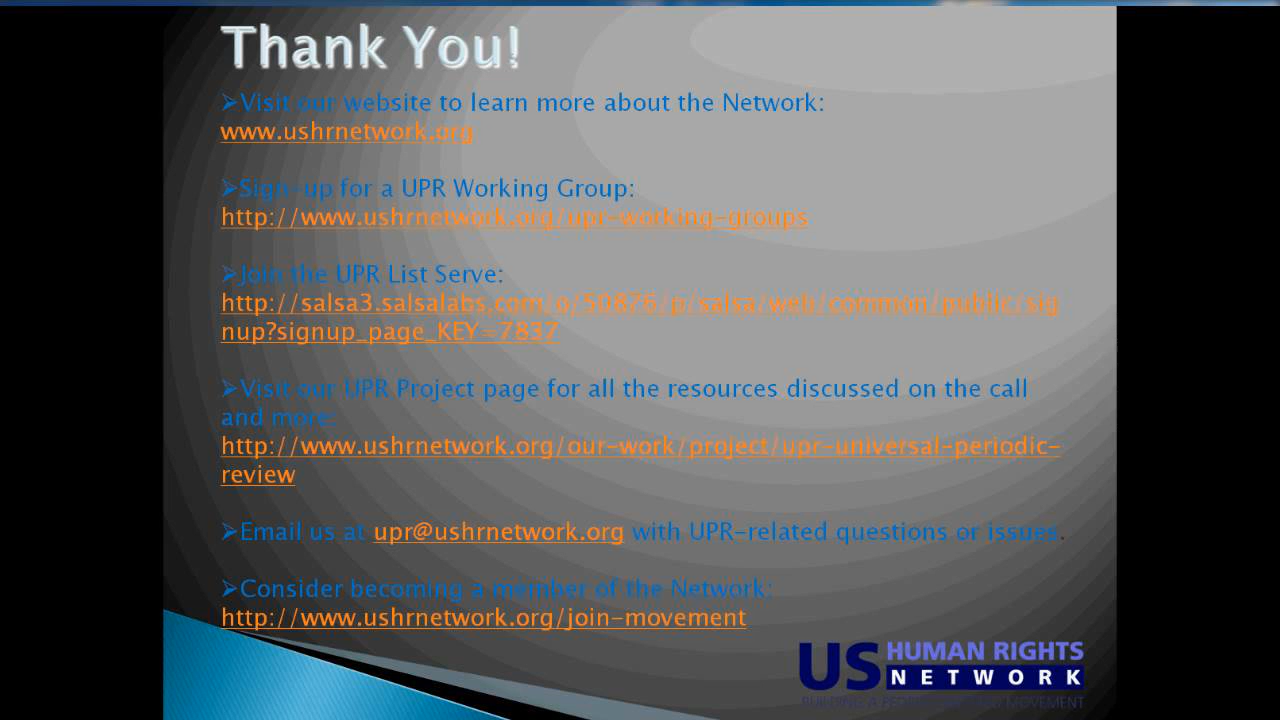 Thank You!
➢Visit our website to learn more about the Network:
www.ushrnetwork.org
➢Sign-up for a UPR Working Group:
http://www.ushrnetwork.org/upr-working-groups
➢Join the UPR List Serve:
http://salsa3.salsalabs.com/o/50876/p/salsa/web/common/public/sig
nup?signup_page_KEY=7837
➢Visit our UPR Project page for all the resources discussed on the call
and more:
http://www.ushrnetwork.org/our-work/project/upr-universal-periodic-
review
➢Email us at upr@ushrnetwork.org with UPR-related questions or issues.
➢Consider becoming a member of the Network:
http://www.ushrnetwork.org/join-movement
US HUMAN RIGHTS
NETWORK
BUILDING A MOVEMENT